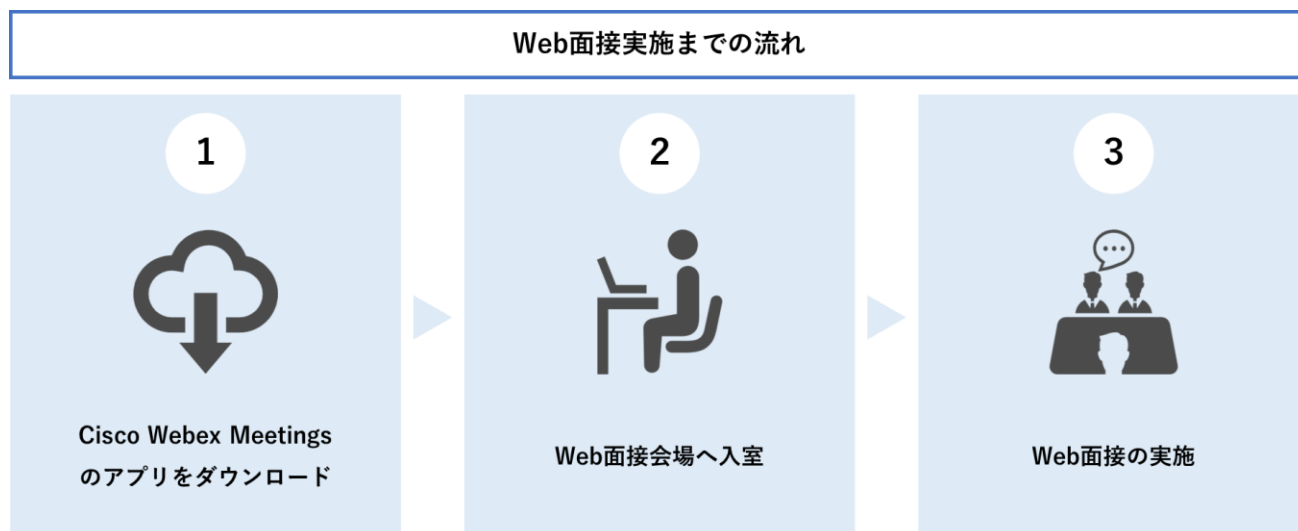 Web面接実施までの流れ
1
Cisco Webex Meetings
のアプリをダウンロード
2
Web面接会場へ入室
3
Web面接の実施